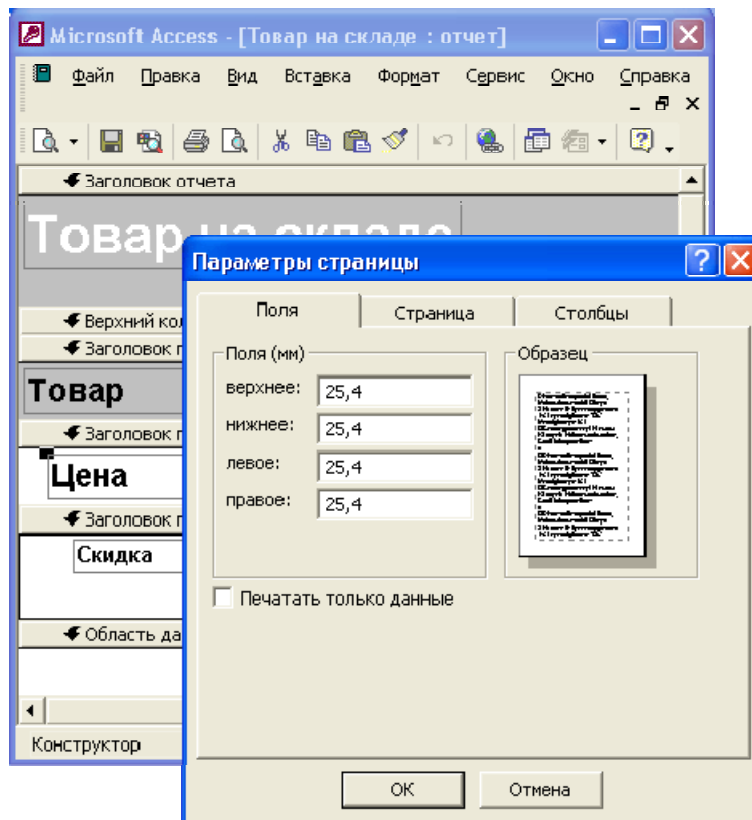 Microsoft Access - [Товар на складе : отчет]
Файл Правка Вид Вставка Формат Сервис Окно Справка
Заголовок отчета
Товар на складе
Верхний кол
Заголовок г
Товар
Заголовок г
Цена
Заголовок г
Скидка
Область да
Конструктор
Параметры страницы
Поля Страница Столбцы
Поля (мм)
верхнее: 25,4
нижнее: 25,4
левое: 25,4
правое: 25,4
Образец
Печатать только данные
ОК Отмена